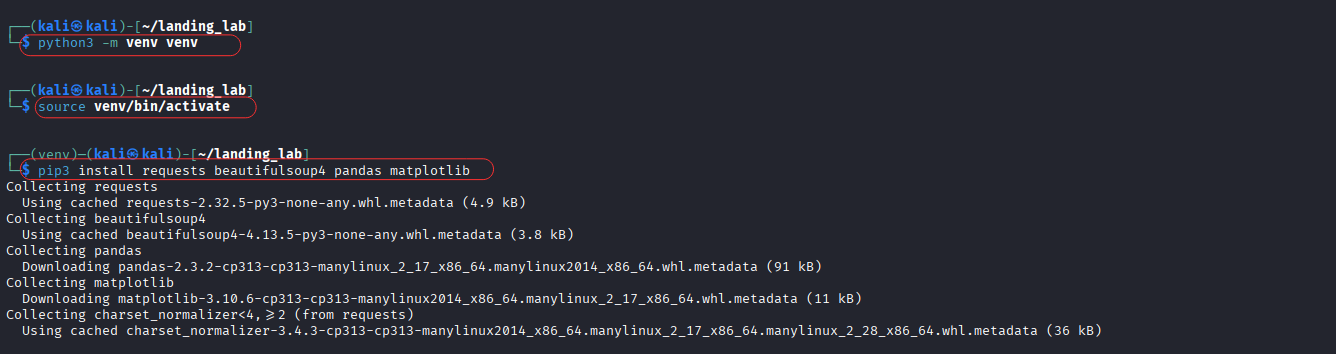 ┌──(kali㉿kali)-[~/landing_lab]
└─$ python3 -m venv venv
┌──(kali㉿kali)-[~/landing_lab]
└─$ source venv/bin/activate
┌──(venv)─(kali㉿kali)-[~/landing_lab]
└─$ pip3 install requests beautifulsoup4 pandas matplotlib
Collecting requests
  Using cached requests-2.32.5-py3-none-any.whl.metadata (4.9 kB)
Collecting beautifulsoup4
  Using cached beautifulsoup4-4.13.5-py3-none-any.whl.metadata (3.8 kB)
Collecting pandas
  Downloading pandas-2.3.2-cp313-cp313-manylinux_2_17_x86_64.manylinux2014_x86_64.whl.metadata (91 kB)
Collecting matplotlib
  Downloading matplotlib-3.10.6-cp313-cp313-manylinux2014_x86_64.manylinux_2_17_x86_64.whl.metadata (11 kB)
Collecting charset_normalizer<4,>=2 (from requests)
  Using cached charset_normalizer-3.4.3-cp313-cp313-manylinux2014_x86_64.manylinux_2_17_x86_64.manylinux_2_28_x86_64.whl.metadata (36 kB)